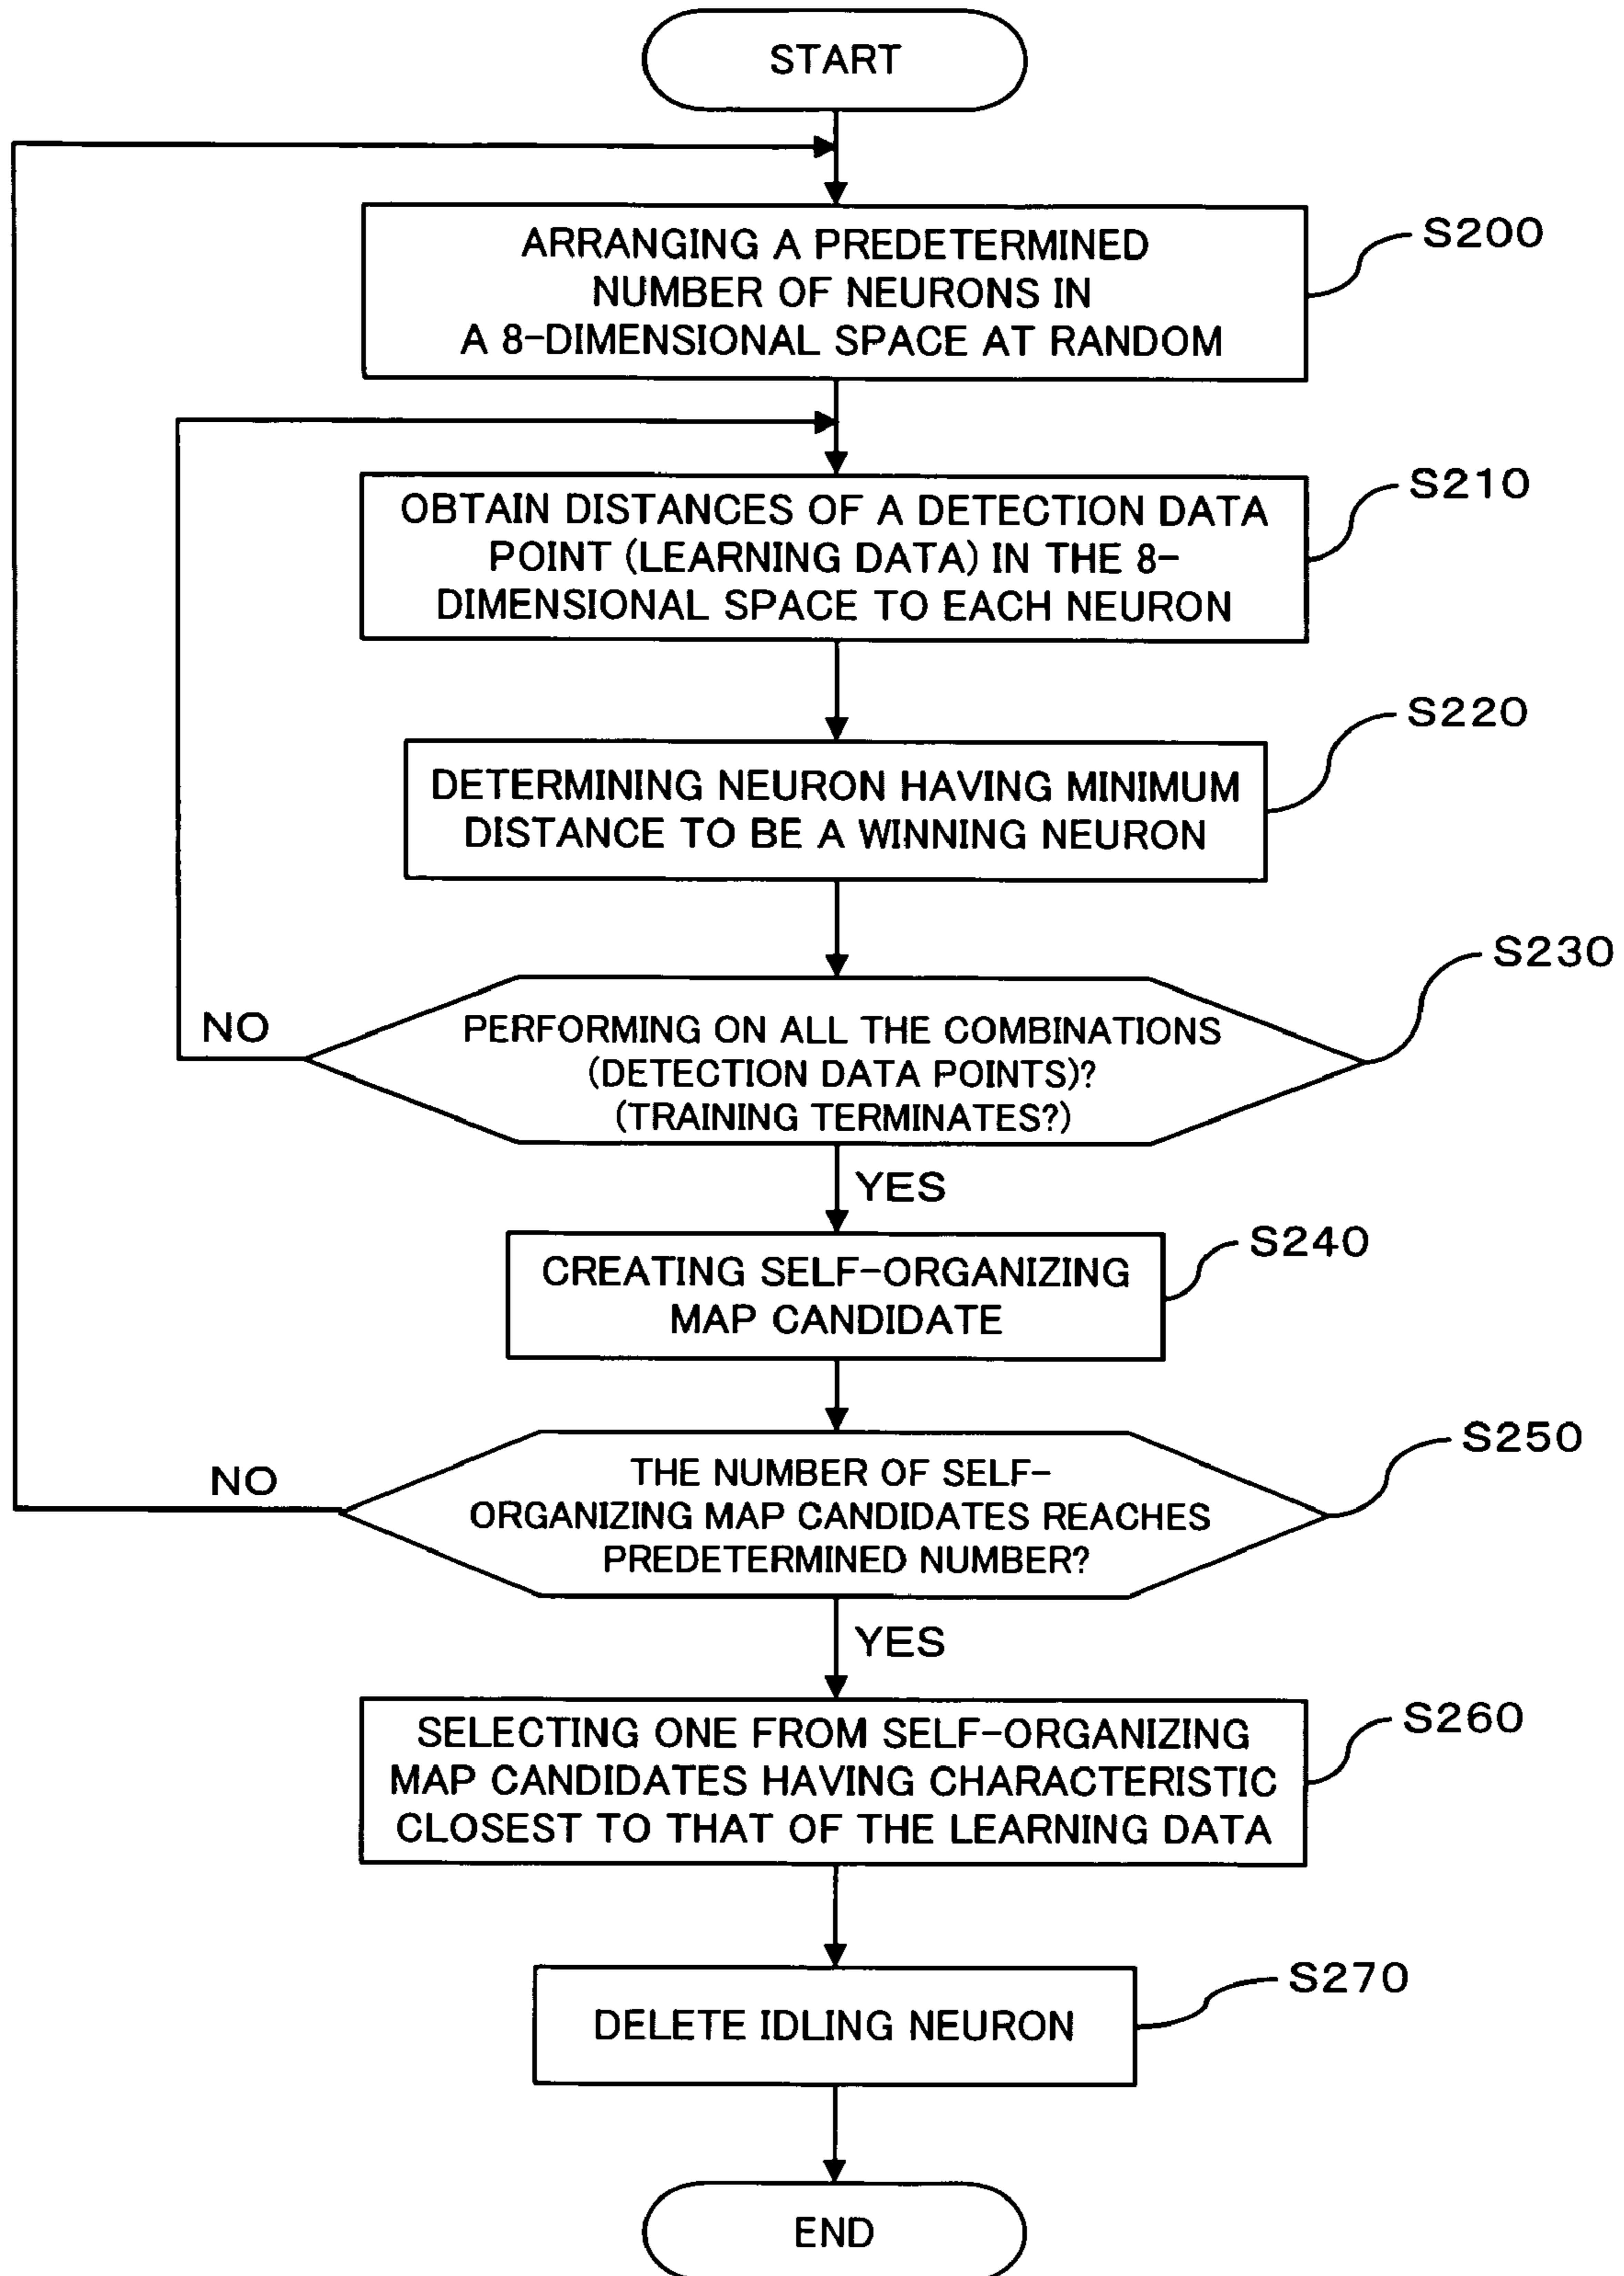 START
ARRANGING A PREDETERMINED
NUMBER OF NEURONS IN
A 8-DIMENSIONAL SPACE AT RANDOM
S200
OBTAIN DISTANCES OF A DETECTION DATA
POINT (LEARNING DATA) IN THE 8-
DIMENSIONAL SPACE TO EACH NEURON
S210
DETERMINING NEURON HAVING MINIMUM
DISTANCE TO BE A WINNING NEURON
S220
PERFORMING ON ALL THE COMBINATIONS
(DETECTION DATA POINTS)?
(TRAINING TERMINATES?)
S230
NO
YES
CREATING SELF-ORGANIZING
MAP CANDIDATE
S240
THE NUMBER OF SELF-
ORGANIZING MAP CANDIDATES REACHES
PREDETERMINED NUMBER?
S250
NO
YES
SELECTING ONE FROM SELF-ORGANIZING
MAP CANDIDATES HAVING CHARACTERISTIC
CLOSEST TO THAT OF THE LEARNING DATA
S260
DELETE IDLING NEURON
S270
END